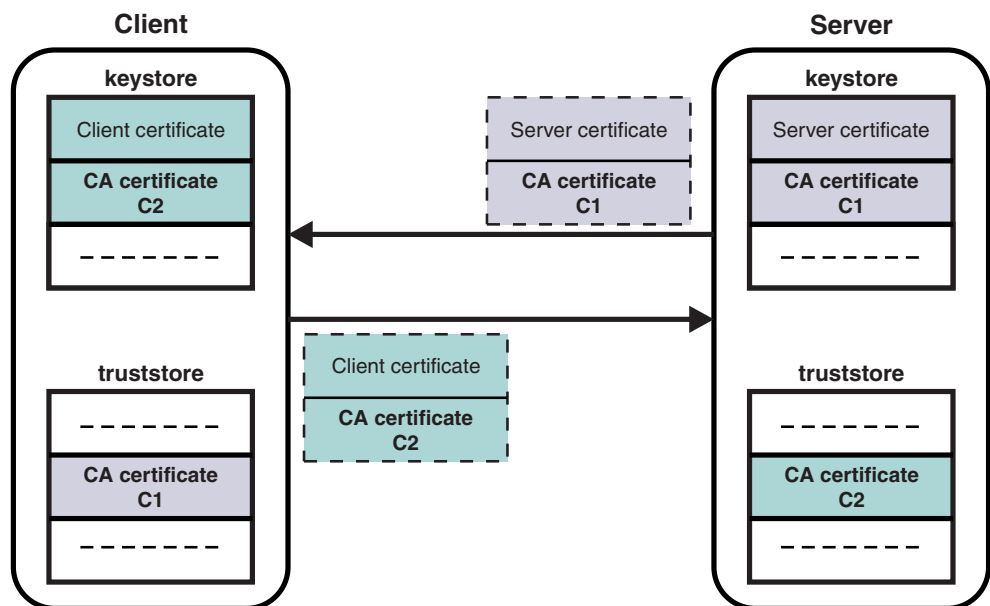 Client
Server
keystore
keystore
Client certificate
Server certificate
Server certificate
CA certificate
C2
CA certificate
C1
CA certificate
C1
truststore
Client certificate
truststore
CA certificate
C2
CA certificate
C1
CA certificate
C2